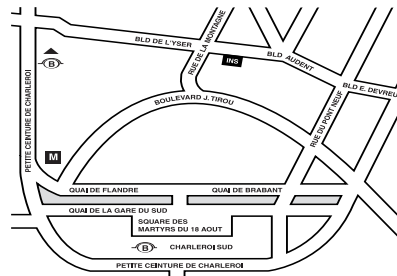 BLD DE L'YSER
RUE DE LA MONTAGNE
INS
BLD AUDENT
BLD E. DEVREU
B
PETITE CEINTURE DE CHARLEROI
BOULEVARD J. TIROU
RUE DU PONT NEUF
M
QUAI DE FLANDRE
QUAI DE BRABANT
QUAI DE LA GARE DU SUD
SQUARE DES
MARTYRS DU 18 AOUT
B
CHARLEROI SUD
PETITE CEINTURE DE CHARLEROI